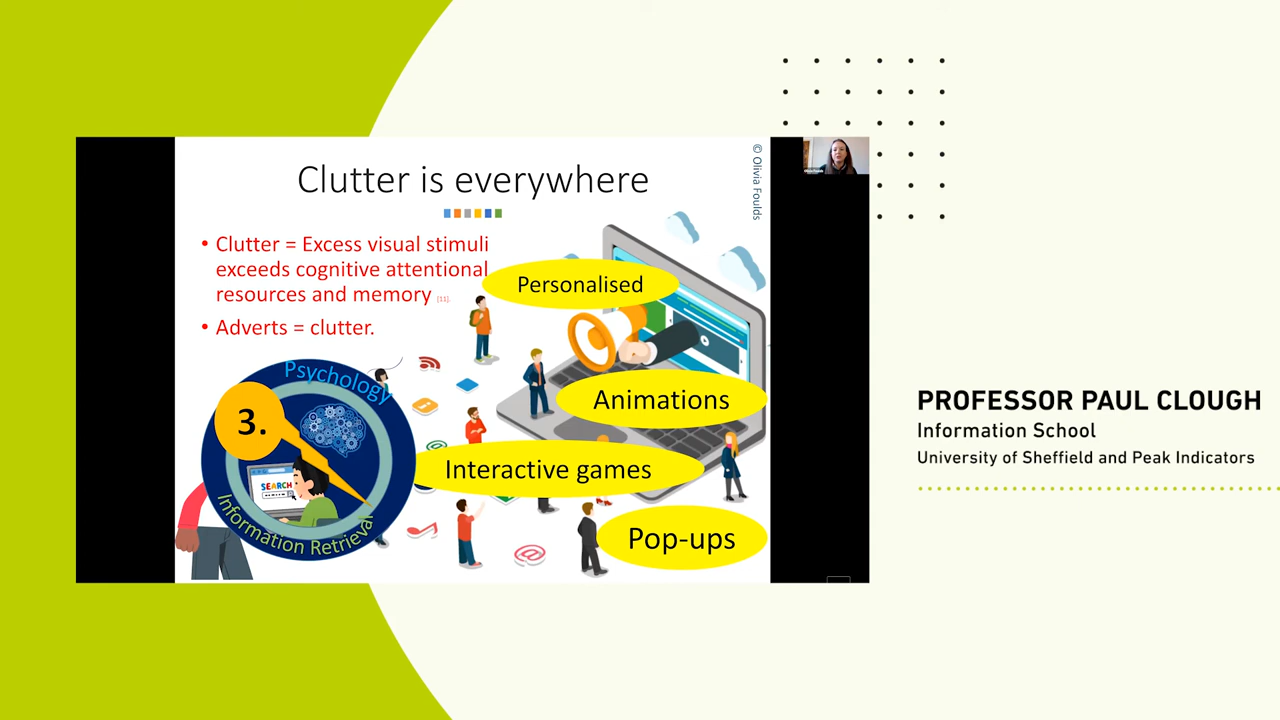 Clutter is everywhere
© Olivia Foulds
• Clutter = Excess visual stimuli
exceeds cognitive attentional
resources and memory [11].
• Adverts = clutter.
Personalised
Animations
Interactive games
Pop-ups
Psychology
3.
SEARCH
Information Retrieval
PROFESSOR PAUL CLOUGH
Information School
University of Sheffield and Peak Indicators